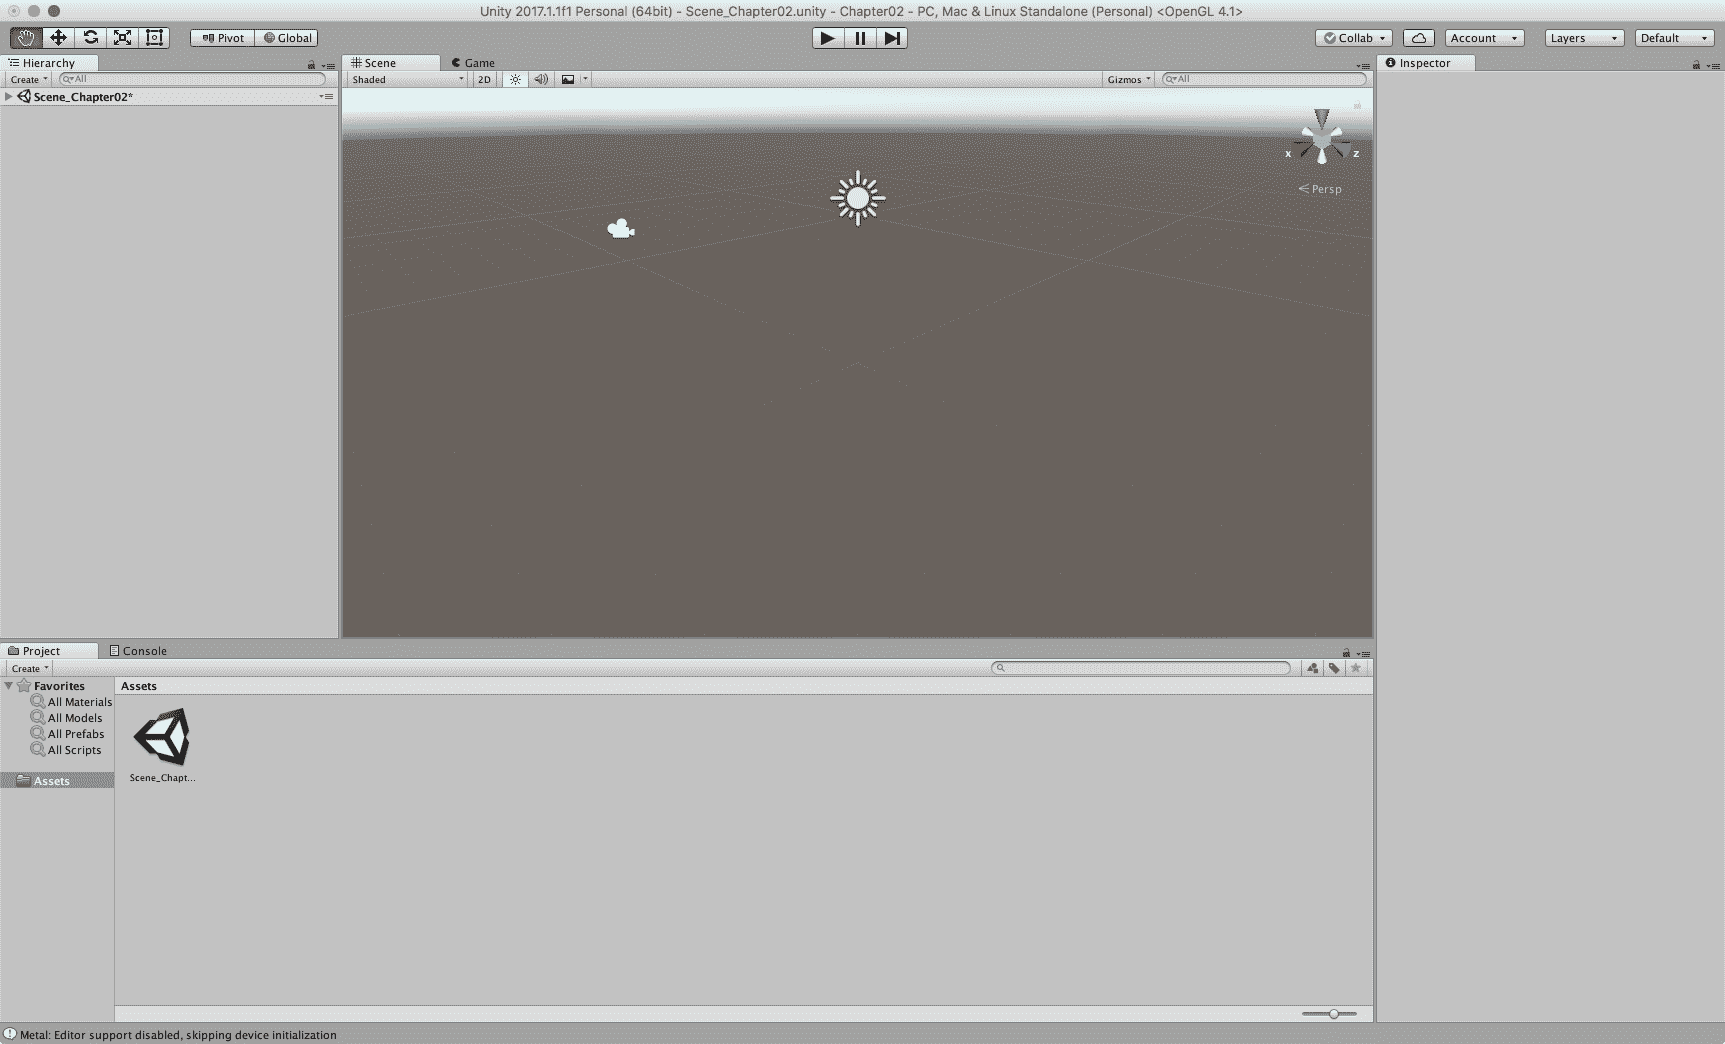 Unity 2017.1.1f1 Personal (64bit) - Scene_Chapter02.unity - Chapter02 - PC, Mac & Linux Standalone (Personal) <OpenGL 4.1>
Pivot Global Collab Account Layers Default
Hierarchy
Create All
Scene_Chapter02*
Scene Game
Shaded 2D Gizmos All
x z
Persp
Inspector
Project Console
Create
Favorites
All Materials
All Models
All Prefabs
All Scripts
Assets
Assets
Scene_Chapt...
Metal: Editor support disabled, skipping device initialization